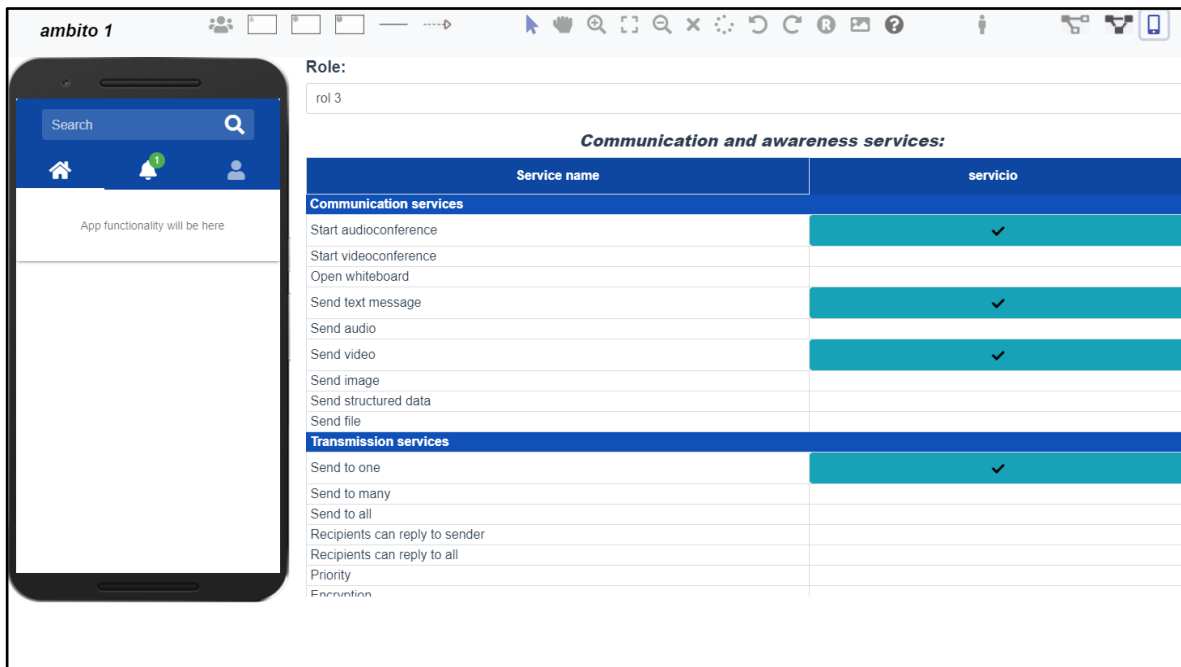 ambito 1
R
?
Search
1
App functionality will be here
Role:
rol 3
Communication and awareness services:
Service name servicio
Communication services
Start audioconference
Start videoconference
Open whiteboard
Send text message
Send audio
Send video
Send image
Send structured data
Send file
Transmission services
Send to one
Send to many
Send to all
Recipients can reply to sender
Recipients can reply to all
Priority
Encryption